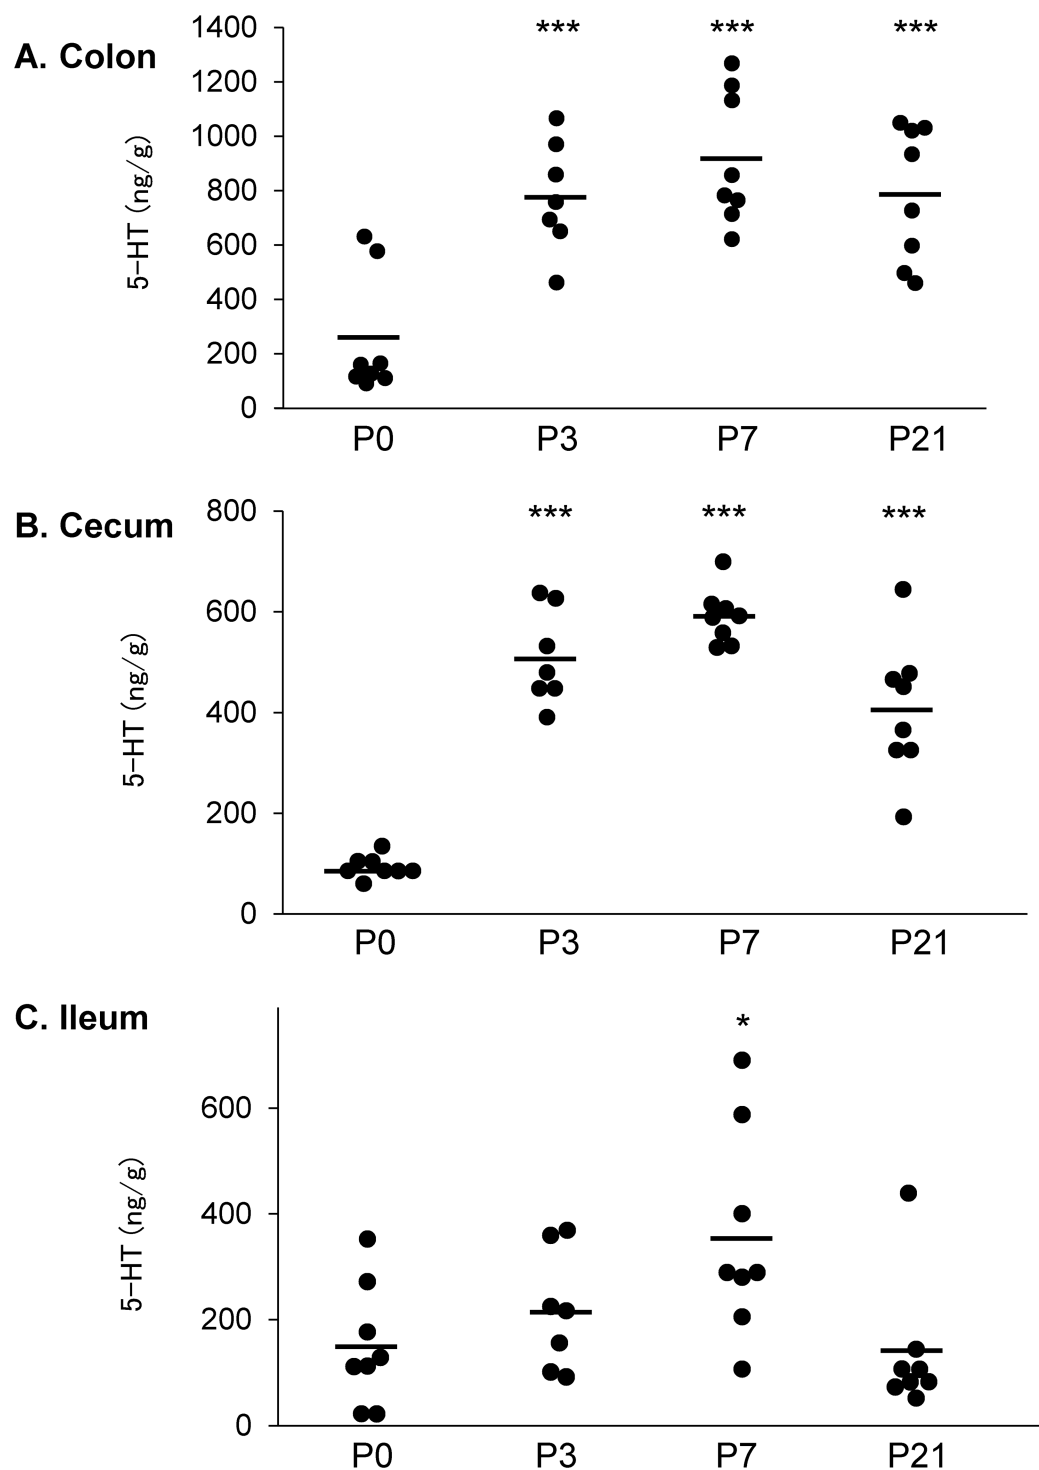 A. Colon
5-HT (ng/g)
1400
1200
1000
800
600
400
200
0
*** *** ***
P0 P3 P7 P21
B. Cecum
5-HT (ng/g)
800
600
400
200
0
*** *** ***
P0 P3 P7 P21
C. Ileum
5-HT (ng/g)
600
400
200
0
*
P0 P3 P7 P21